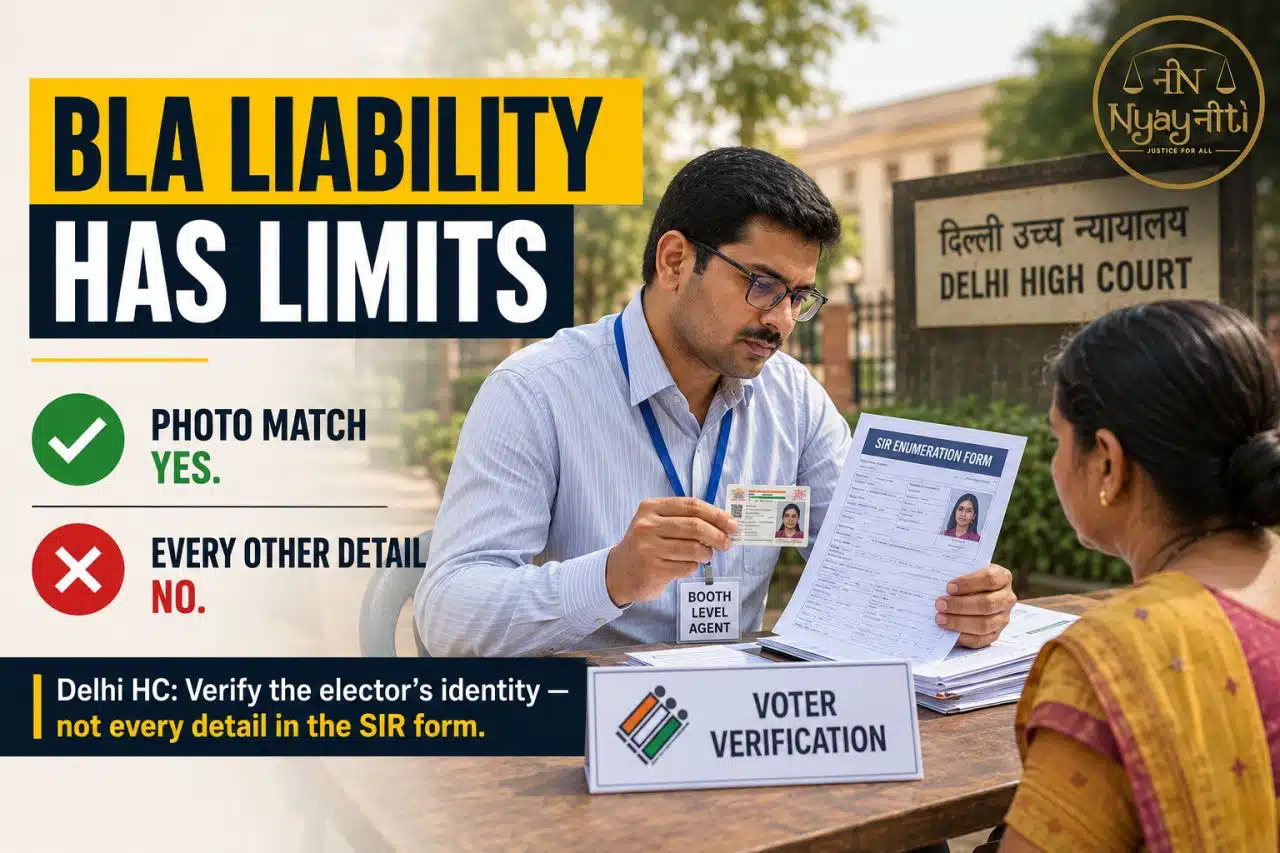 BLA LIABILITY
HAS LIMITS
PHOTO MATCH
YES.
EVERY OTHER DETAIL
NO.
Delhi HC: Verify the elector's identity —
not every detail in the SIR form.
नीN
Nyayनीti
— JUSTICE FOR ALL —
दिल्ली उच्च न्यायालय
DELHI HIGH COURT
SIR ENUMERATION FORM
BOOTH
LEVEL
AGENT
VOTER
VERIFICATION